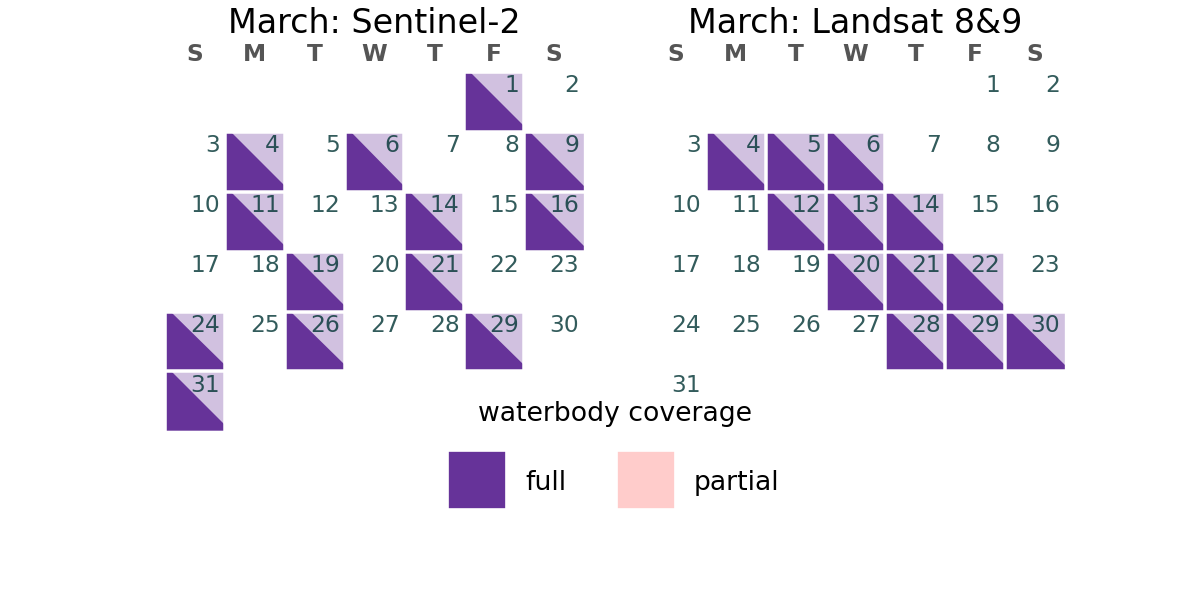 March: Sentinel-2
S M T W T F S
1 2
3 4 5 6 7 8 9
10 11 12 13 14 15 16
17 18 19 20 21 22 23
24 25 26 27 28 29 30
31
March: Landsat 8&9
S M T W T F S
1 2
3 4 5 6 7 8 9
10 11 12 13 14 15 16
17 18 19 20 21 22 23
24 25 26 27 28 29 30
31
waterbody coverage
full partial